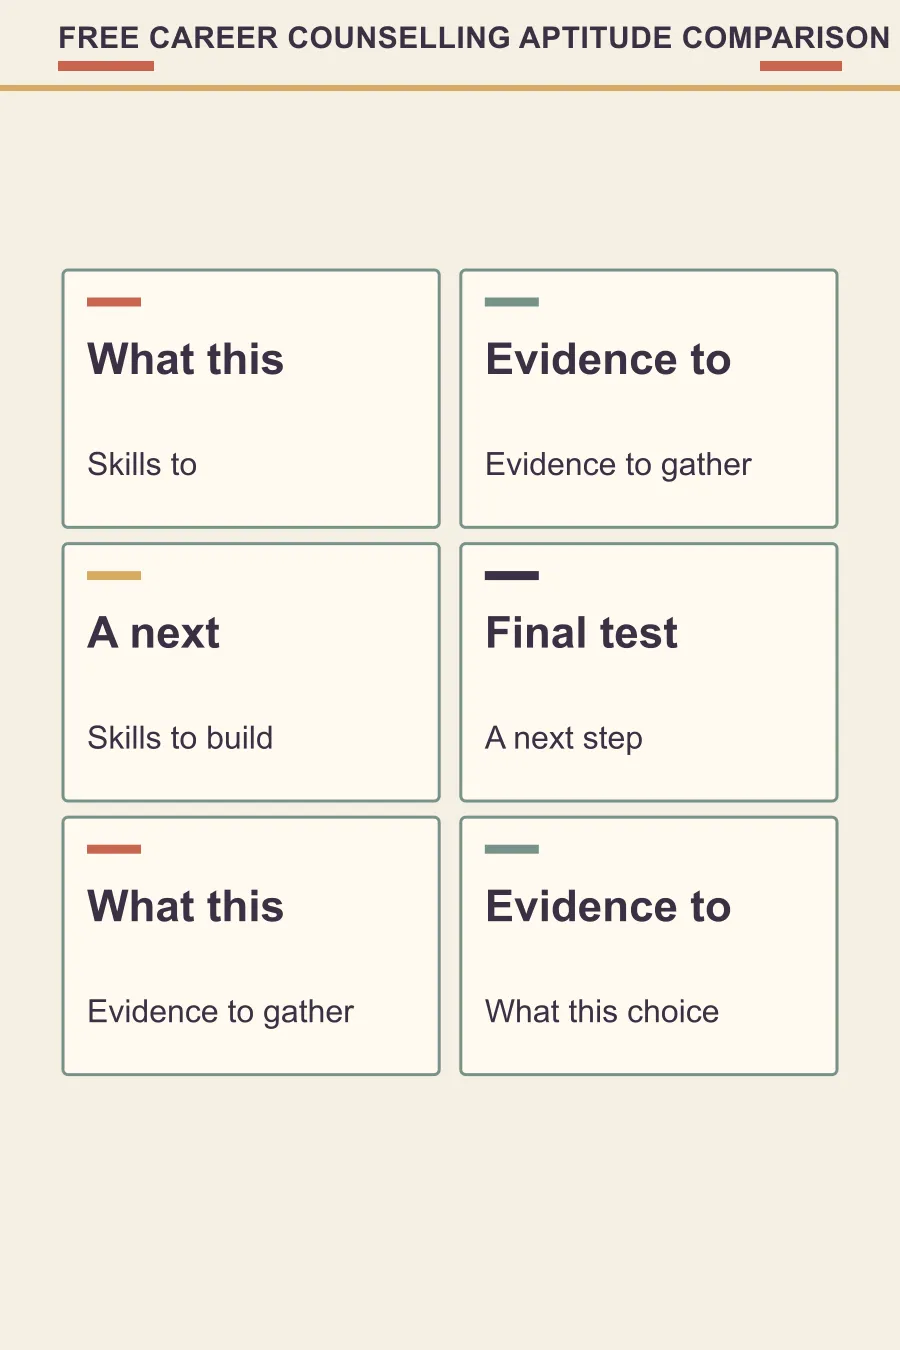 FREE CAREER COUNSELLING APTITUDE COMPARISON
What this
Skills to
Evidence to
Evidence to gather
A next
Skills to build
Final test
A next step
What this
Evidence to gather
Evidence to
What this choice